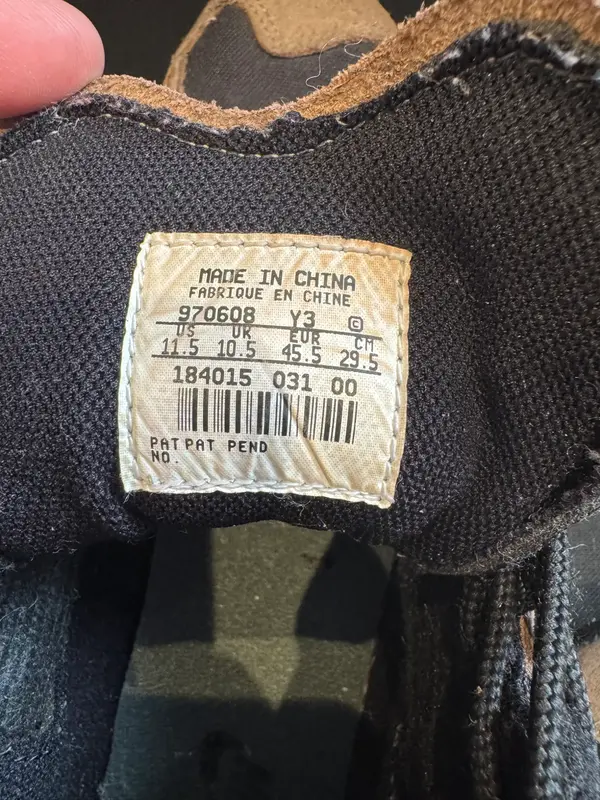 MADE IN CHINA
FABRIQUE EN CHINE
970608 Y3 ©
US UK EUR CM
11.5 10.5 45.5 29.5
184015 031 00
PAT PAT PEND
NO.